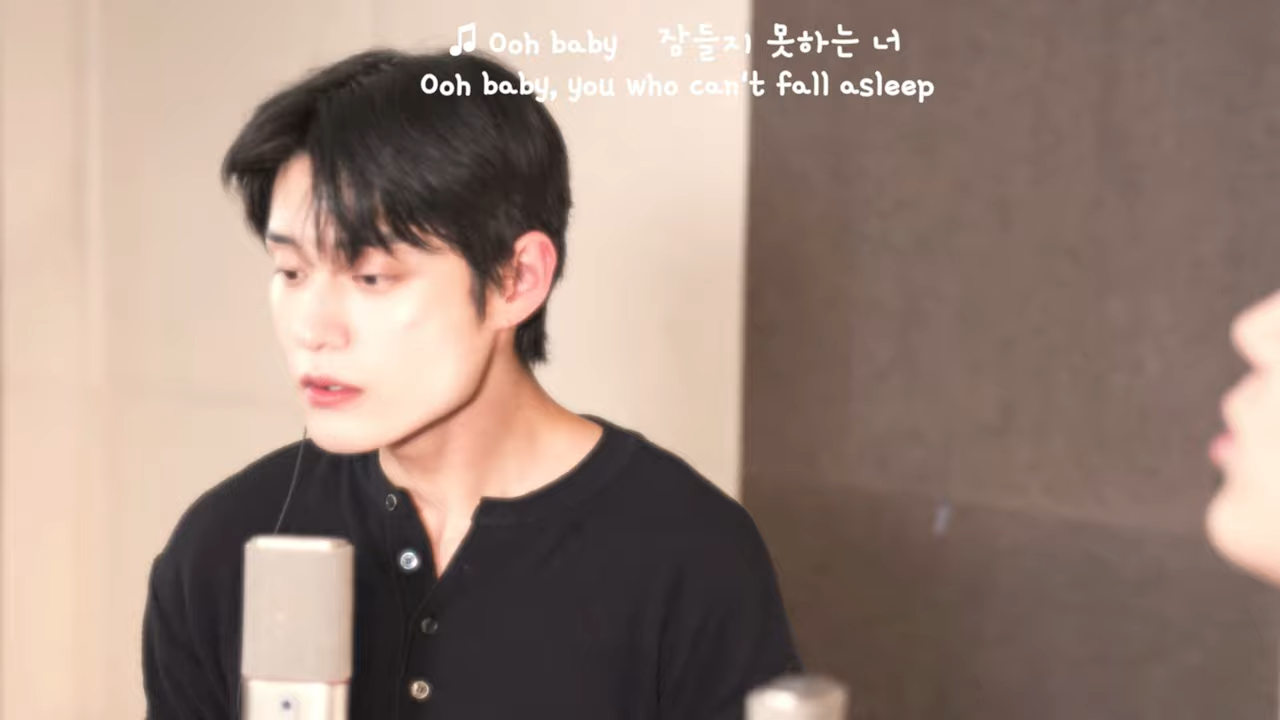 ♫ Ooh baby 잠들지 못하는 너
Ooh baby, you who can't fall asleep